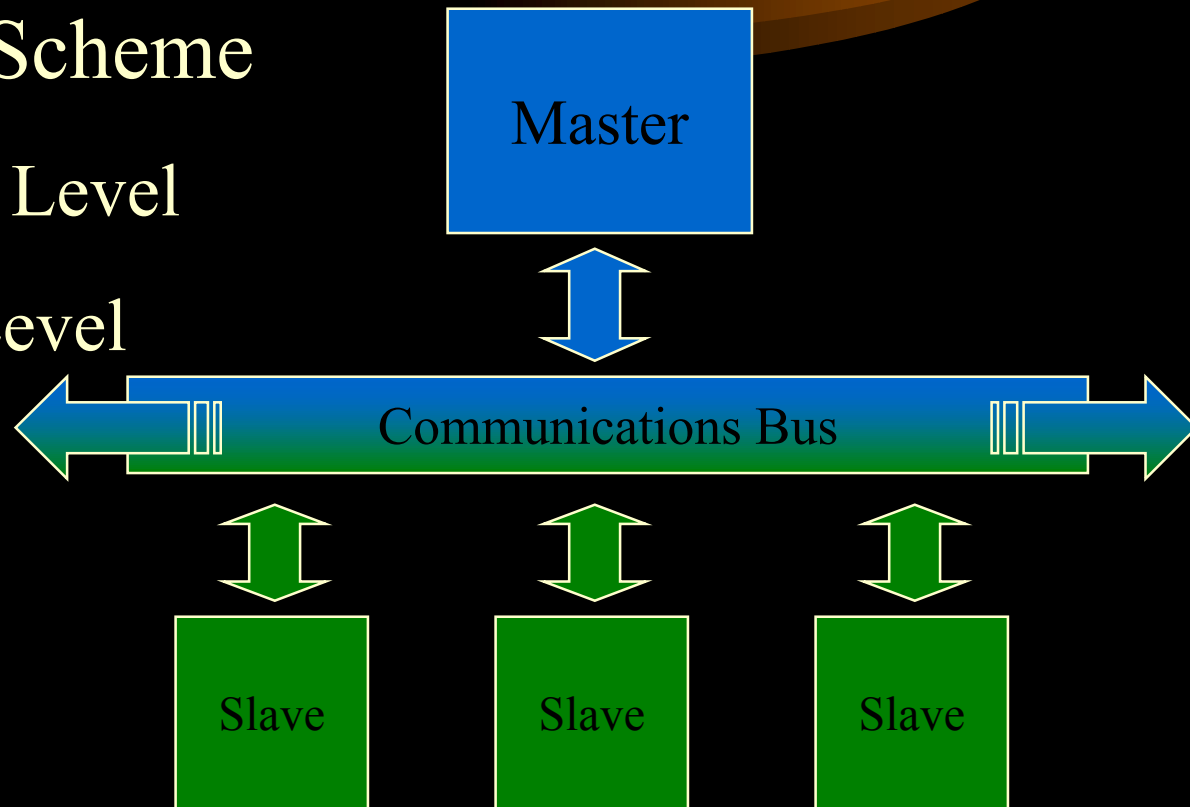 Scheme
Master
Level
evel
Communications Bus
Slave
Slave
Slave